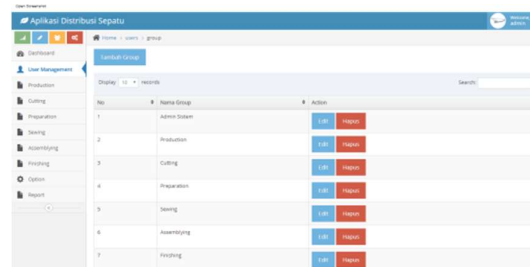 Aplikasi Distribusi Sepatu
Welcome,
admin
Home > users > group
Dashboard
User Management
Production
Cutting
Preparation
Sewing
Assemblying
Finishing
Option
Report
Tambah Group
Display 10 records
Search:
No Nama Group Action
1 Admin Sistem Edit Hapus
2 Production Edit Hapus
3 Cutting Edit Hapus
4 Preparation Edit Hapus
5 Sewing Edit Hapus
6 Assemblying Edit Hapus
7 Finishing Edit Hapus